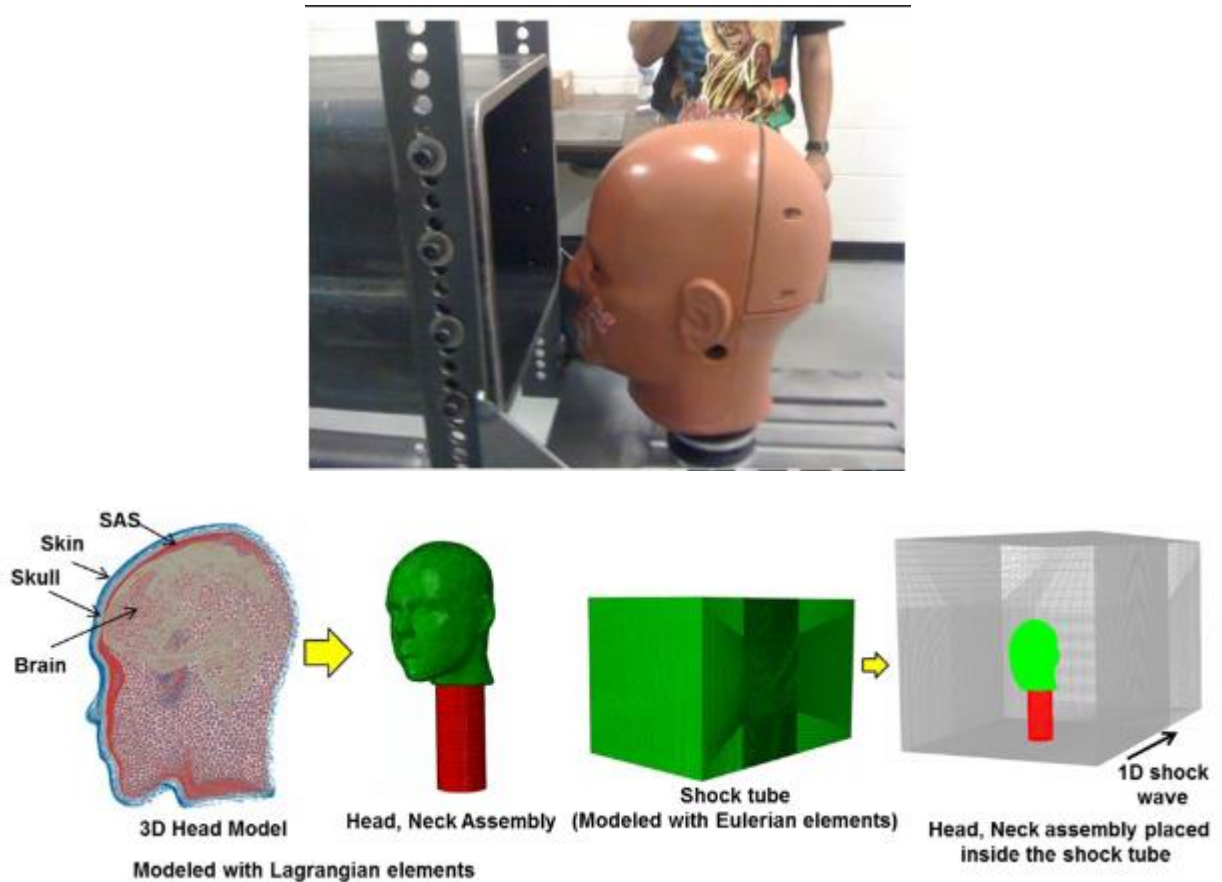 SAS
Skin
Skull
Brain
3D Head Model
Modeled with Lagrangian elements
Head, Neck Assembly
Shock tube
(Modeled with Eulerian elements)
1D shock
wave
Head, Neck assembly placed
inside the shock tube